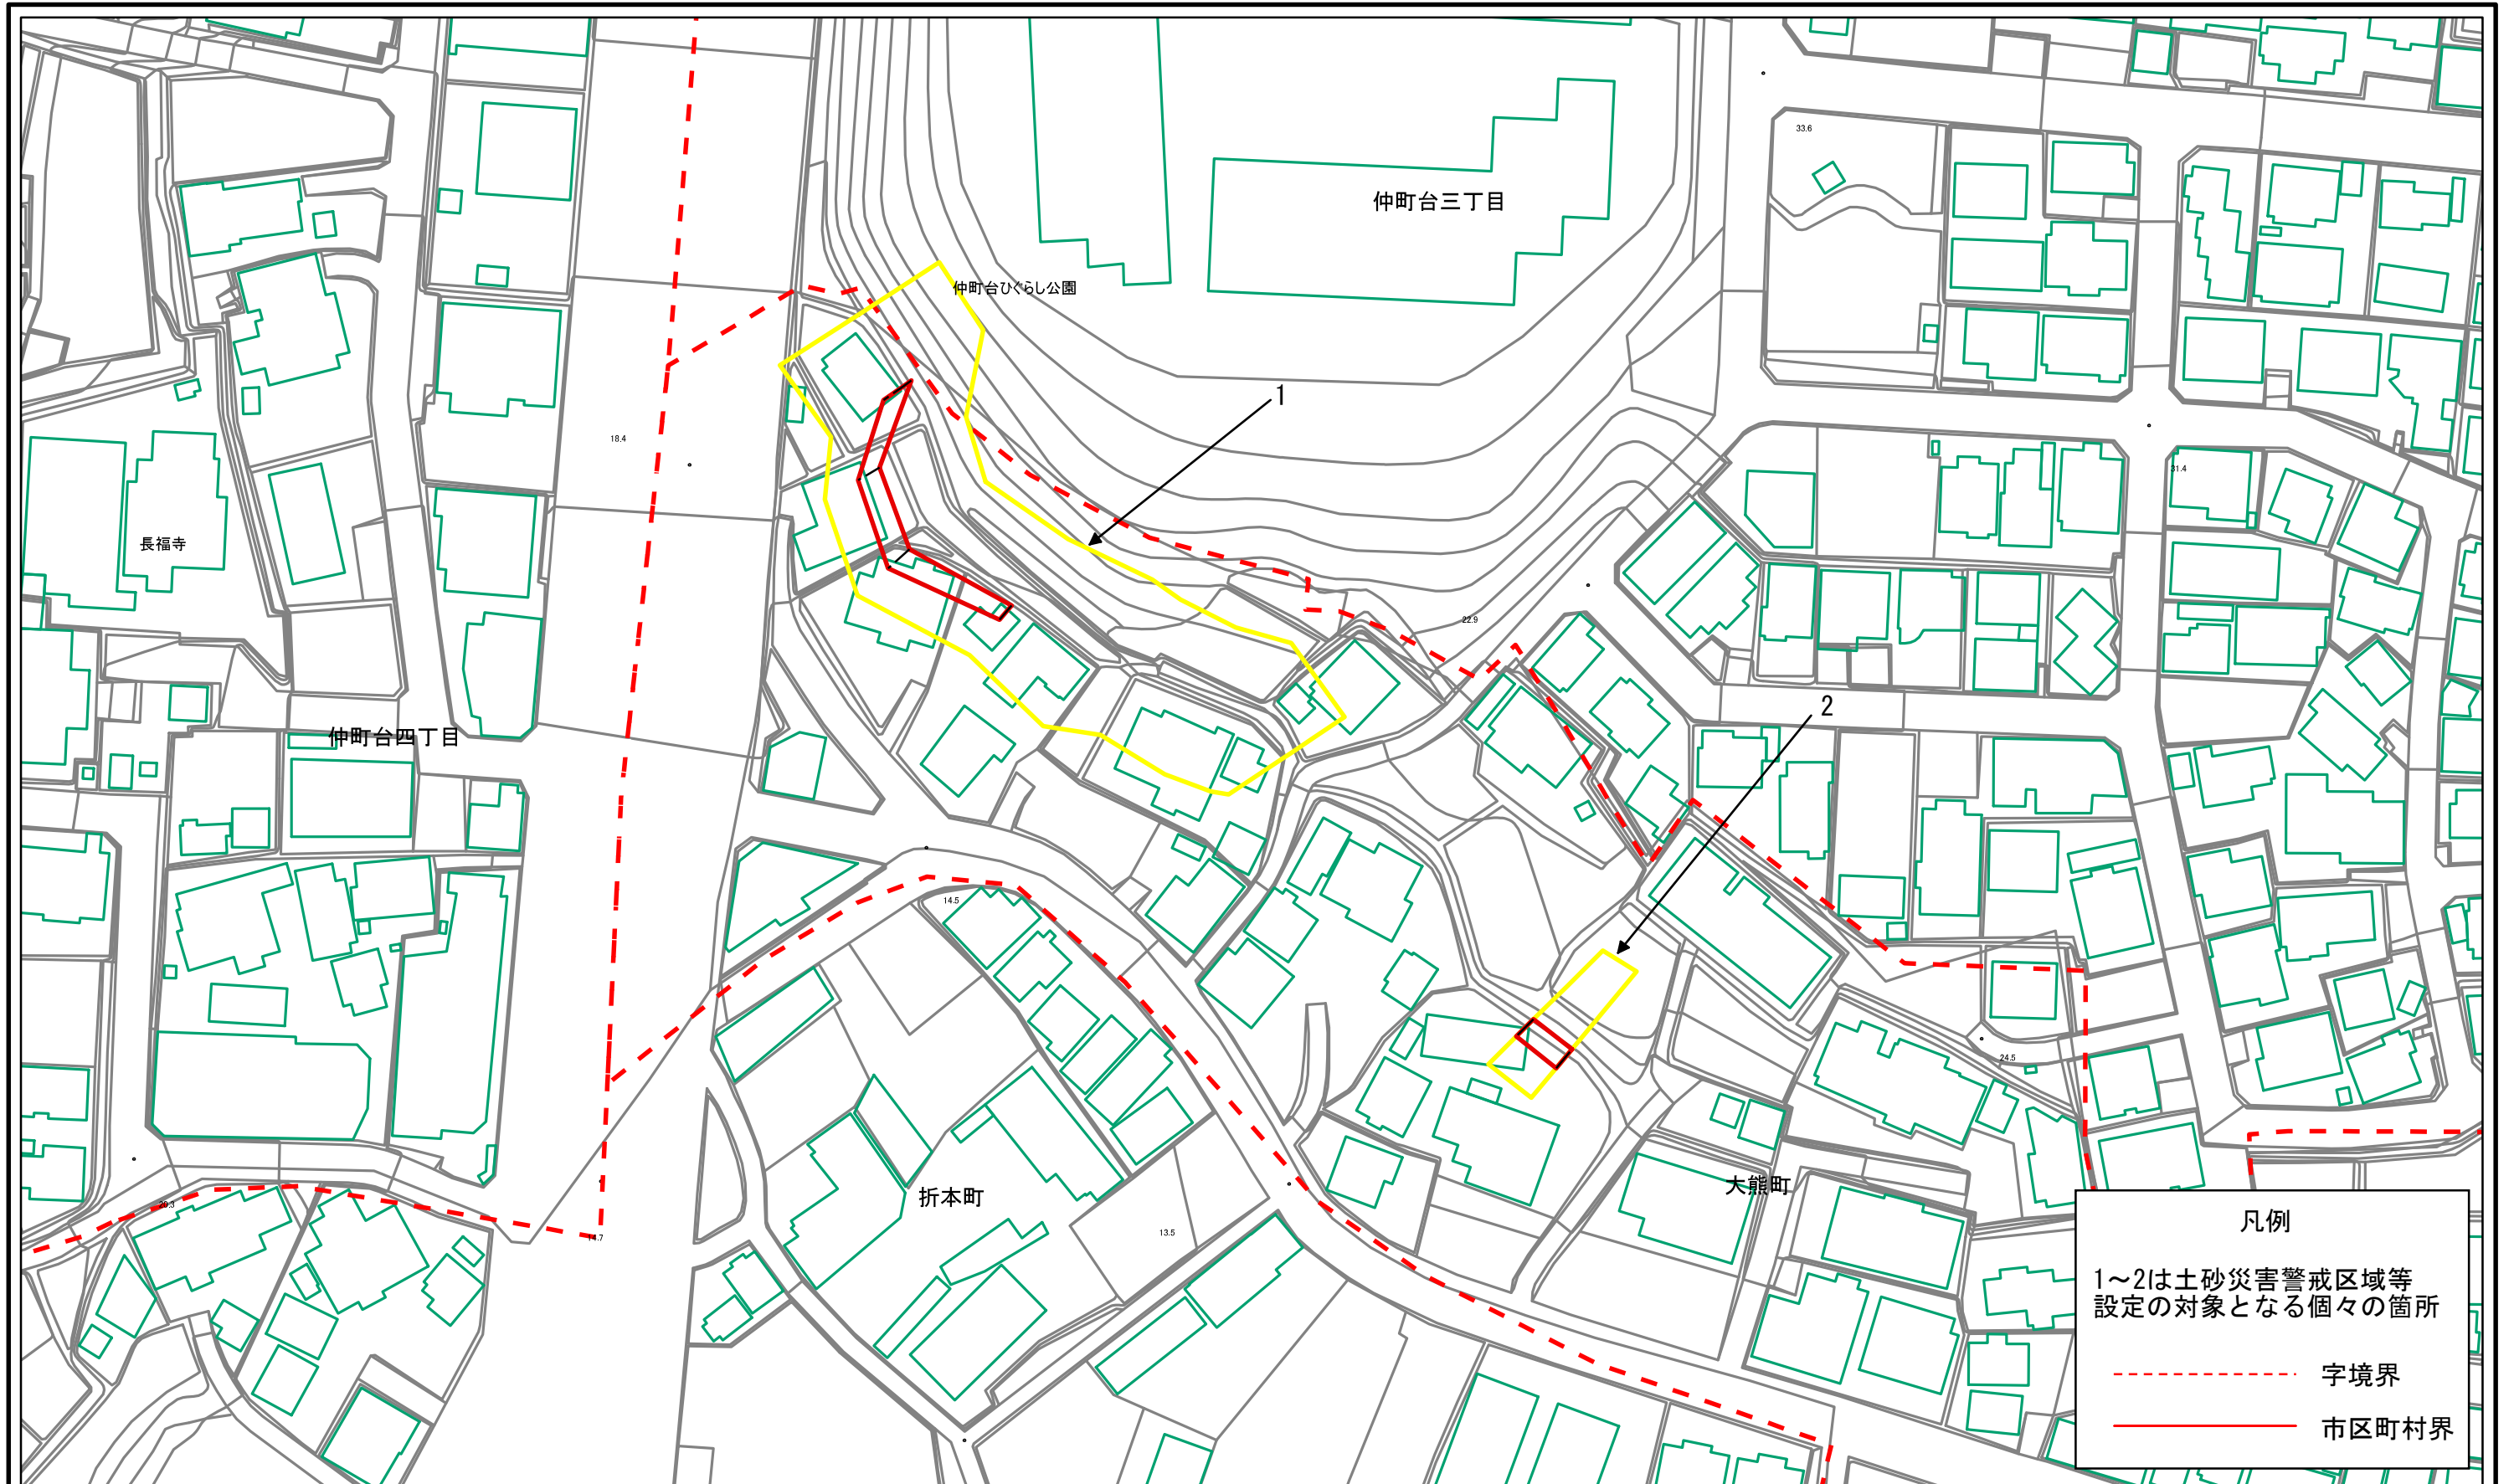 33.6
仲町台三丁目
仲町台ひぐらし公園
1
18.4
31.4
長福寺
22.9
2
仲町台四丁目
14.5
24.5
大熊町
折本町
20.3
13.5
14.7
凡例
1～2は土砂災害警戒区域等
設定の対象となる個々の箇所
字境界
市区町村界